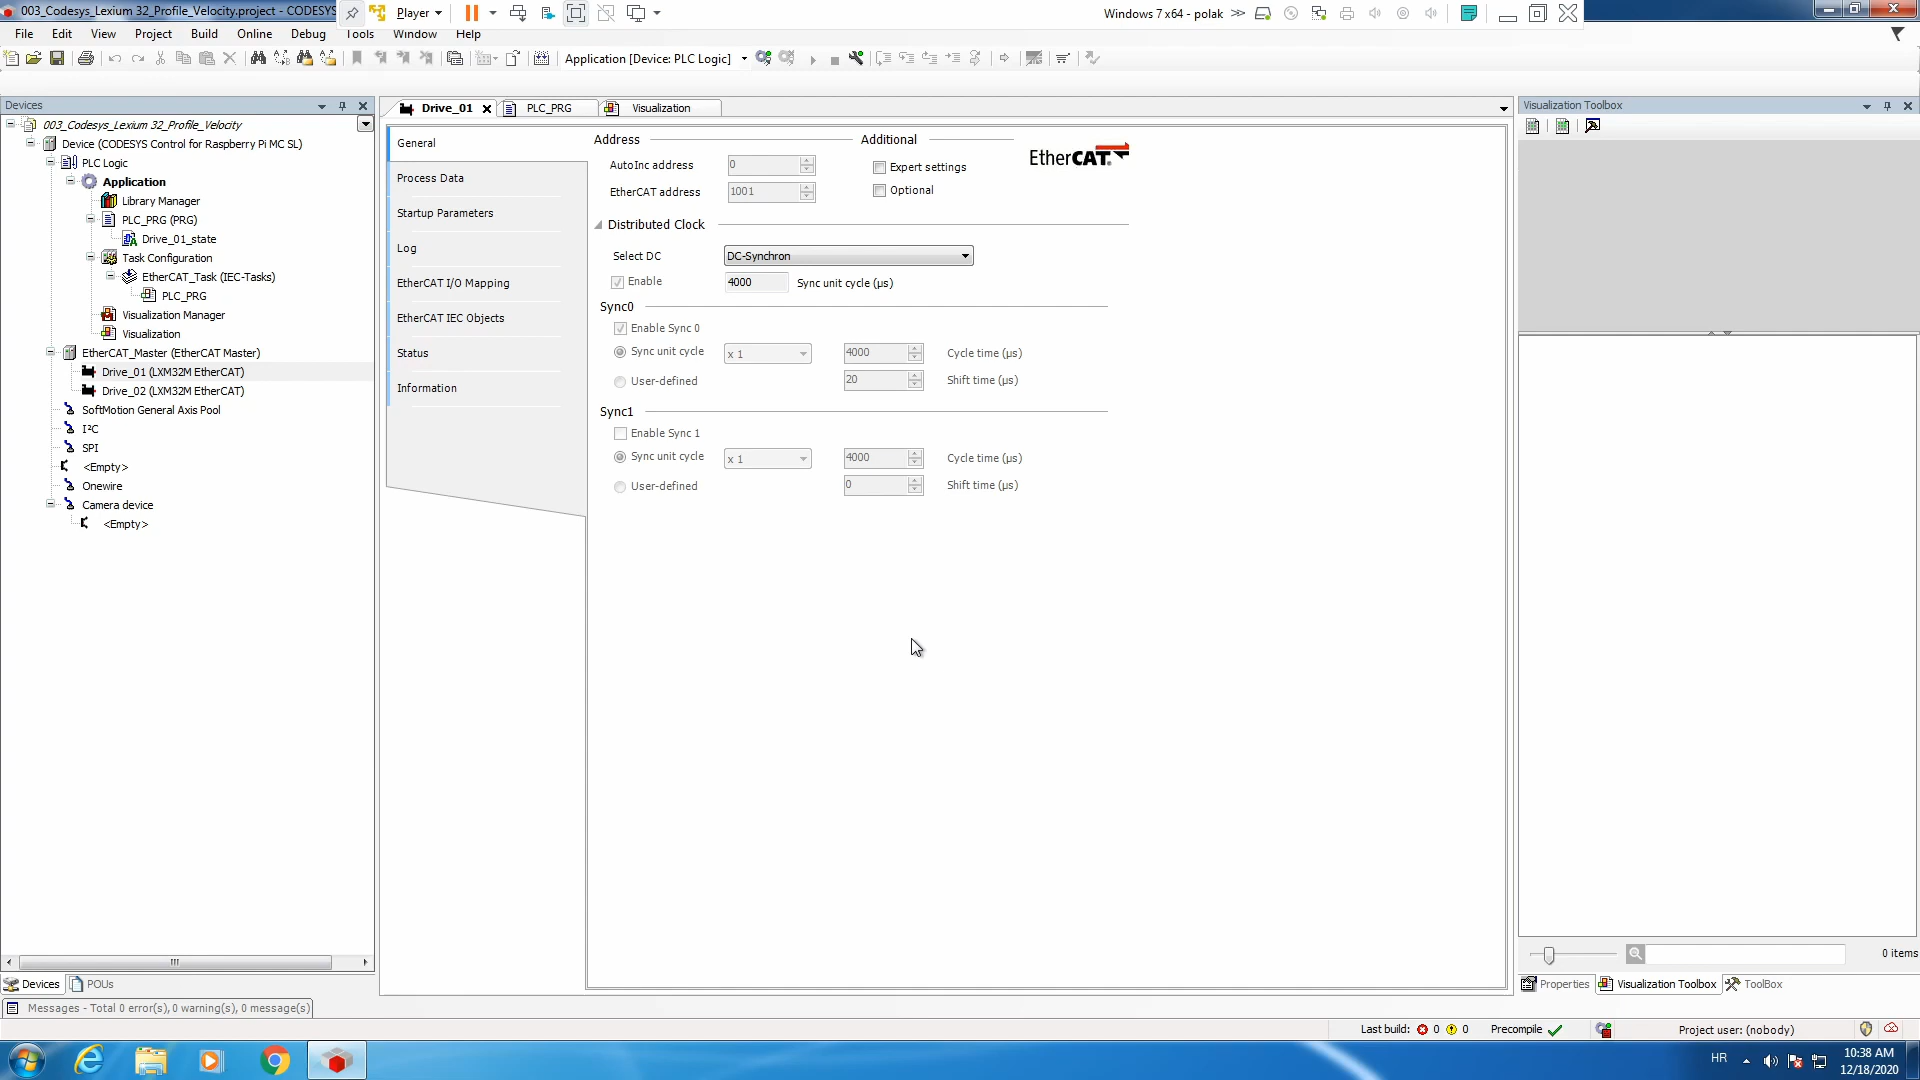 003_Codesys_Lexium 32_Profile_Velocity.project - CODESYS
Player
Windows 7 x64 - polak
File Edit View Project Build Online Debug Tools Window Help
Application [Device: PLC Logic]
Devices
003_Codesys_Lexium 32_Profile_Velocity
Device (CODESYS Control for Raspberry Pi MC SL)
PLC Logic
Application
Library Manager
PLC_PRG (PRG)
Drive_01_state
Task Configuration
EtherCAT_Task (IEC-Tasks)
PLC_PRG
Visualization Manager
Visualization
EtherCAT_Master (EtherCAT Master)
Drive_01 (LXM32M EtherCAT)
Drive_02 (LXM32M EtherCAT)
SoftMotion General Axis Pool
I²C
SPI
<Empty>
Onewire
Camera device
<Empty>
Devices POUs
Messages - Total 0 error(s), 0 warning(s), 0 message(s)
Drive_01 PLC_PRG Visualization
General
Process Data
Startup Parameters
Log
EtherCAT I/O Mapping
EtherCAT IEC Objects
Status
Information
Address Additional
AutoInc address 0 Expert settings
EtherCAT address 1001 Optional
EtherCAT
Distributed Clock
Select DC DC-Synchron
Enable 4000 Sync unit cycle (µs)
Sync0
Enable Sync 0
Sync unit cycle x 1 4000 Cycle time (µs)
User-defined 20 Shift time (µs)
Sync1
Enable Sync 1
Sync unit cycle x 1 4000 Cycle time (µs)
User-defined 0 Shift time (µs)
Visualization Toolbox
0 items
Properties Visualization Toolbox ToolBox
Last build: 0 0 Precompile Project user: (nobody)
HR
10:38 AM
12/18/2020